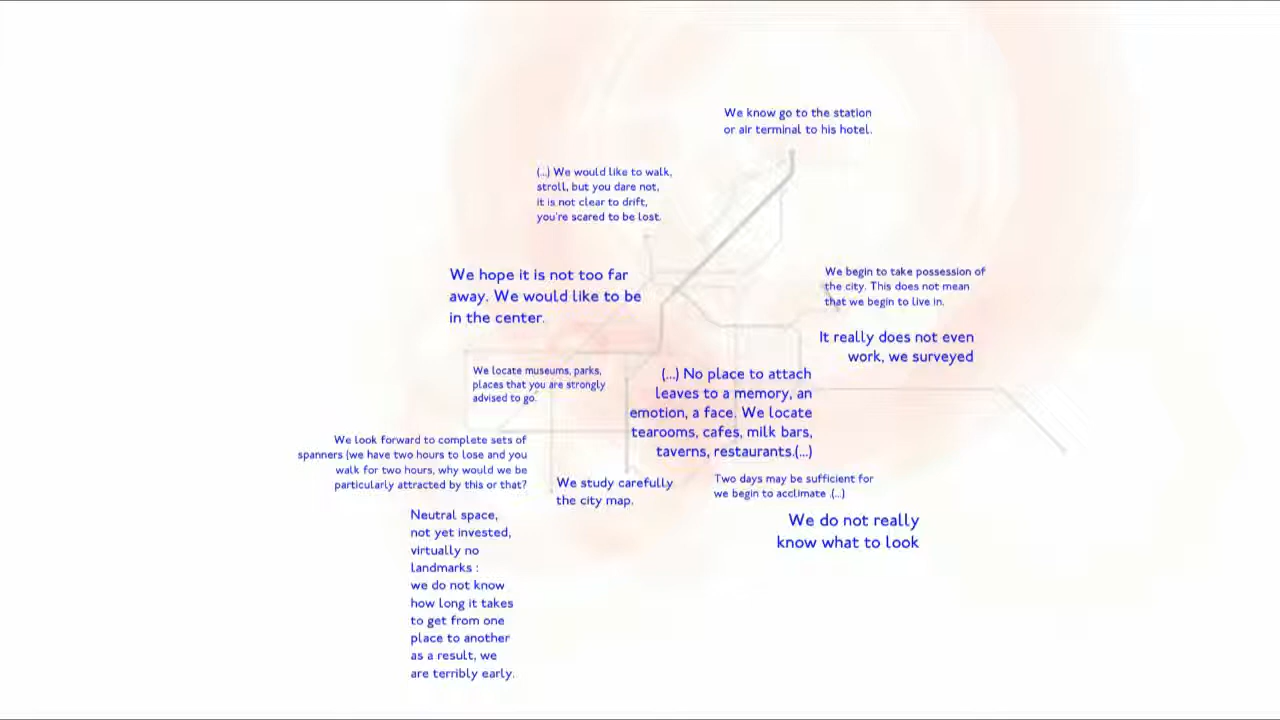 We know go to the station
or air terminal to his hotel.
(...) We would like to walk,
stroll, but you dare not,
it is not clear to drift,
you're scared to be lost.
We hope it is not too far
away. We would like to be
in the center.
We begin to take possession of
the city. This does not mean
that we begin to live in.
It really does not even
work, we surveyed
We locate museums, parks,
places that you are strongly
advised to go.
(...) No place to attach
leaves to a memory, an
emotion, a face. We locate
tearooms, cafes, milk bars,
taverns, restaurants.(...)
We look forward to complete sets of
spanners (we have two hours to lose and you
walk for two hours, why would we be
particularly attracted by this or that?
We study carefully
the city map.
Two days may be sufficient for
we begin to acclimate .(...)
We do not really
know what to look
Neutral space,
not yet invested,
virtually no
landmarks :
we do not know
how long it takes
to get from one
place to another
as a result, we
are terribly early.